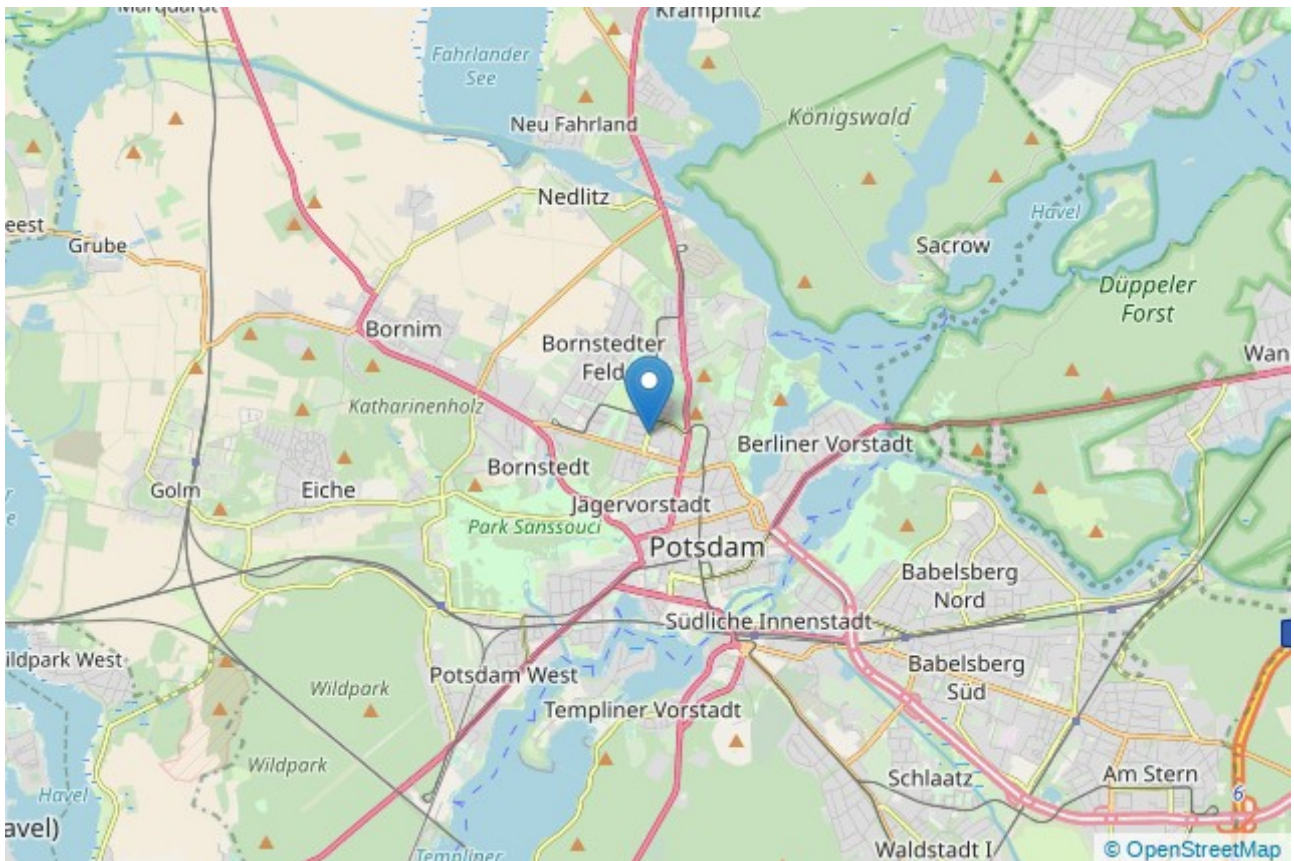 Krampnitz
Fahrlander
See
Königswald
Neu Fahrland
Nedlitz
Havel
Grube
Sacrow
Düppeler
Forst
Bornim
Bornstedter
Feld
Katharinenholz
Berliner Vorstadt
Bornstedt
Golm
Eiche
Jägervorstadt
Park Sanssouci
Potsdam
Babelsberg
Nord
Südliche Innenstadt
Wildpark West
Babelsberg
Süd
Potsdam West
Wildpark
Templiner Vorstadt
Wildpark
Schlaatz
Am Stern
Havel
6
avel)
Waldstadt I
Templiner
© OpenStreetMap